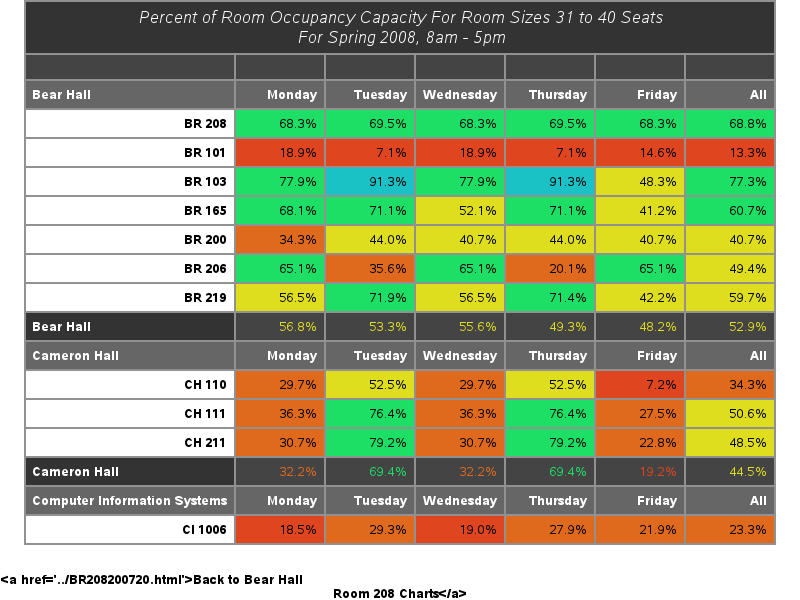 Percent of Room Occupancy Capacity For Room Sizes 31 to 40 Seats
For Spring 2008, 8am - 5pm
Bear Hall Monday Tuesday Wednesday Thursday Friday All
BR 208 68.3% 69.5% 68.3% 69.5% 68.3% 68.8%
BR 101 18.9% 7.1% 18.9% 7.1% 14.6% 13.3%
BR 103 77.9% 91.3% 77.9% 91.3% 48.3% 77.3%
BR 165 68.1% 71.1% 52.1% 71.1% 41.2% 60.7%
BR 200 34.3% 44.0% 40.7% 44.0% 40.7% 40.7%
BR 206 65.1% 35.6% 65.1% 20.1% 65.1% 49.4%
BR 219 56.5% 71.9% 56.5% 71.4% 42.2% 59.7%
Bear Hall 56.8% 53.3% 55.6% 49.3% 48.2% 52.9%
Cameron Hall Monday Tuesday Wednesday Thursday Friday All
CH 110 29.7% 52.5% 29.7% 52.5% 7.2% 34.3%
CH 111 36.3% 76.4% 36.3% 76.4% 27.5% 50.6%
CH 211 30.7% 79.2% 30.7% 79.2% 22.8% 48.5%
Cameron Hall 32.2% 69.4% 32.2% 69.4% 19.2% 44.5%
Computer Information Systems Monday Tuesday Wednesday Thursday Friday All
CI 1006 18.5% 29.3% 19.0% 27.9% 21.9% 23.3%
<a href='../BR208200720.html'>Back to Bear Hall
Room 208 Charts</a>